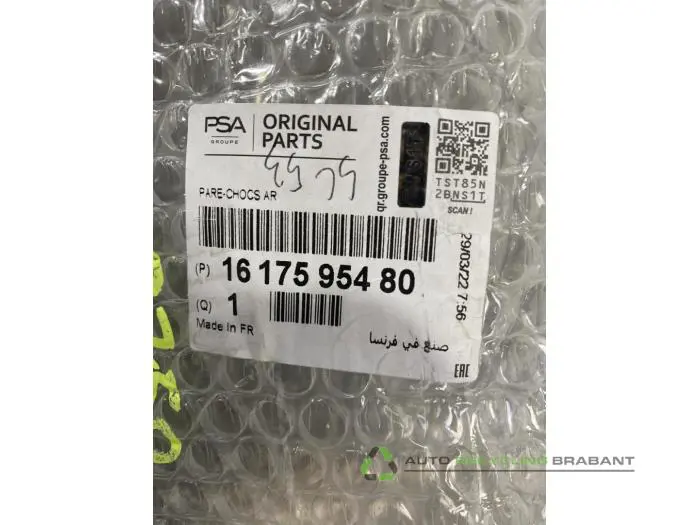 PSA
GROUPE
ORIGINAL
PARTS
PARE-CHOCS AR
(P) 16 175 954 80
(Q) 1
Made in FR
صنع في فرنسا
qr.groupe-psa.com
TST85N
2BNS1T
SCAN!
29/03/22 7:56
EAC
AUTO RECYCLING BRABANT